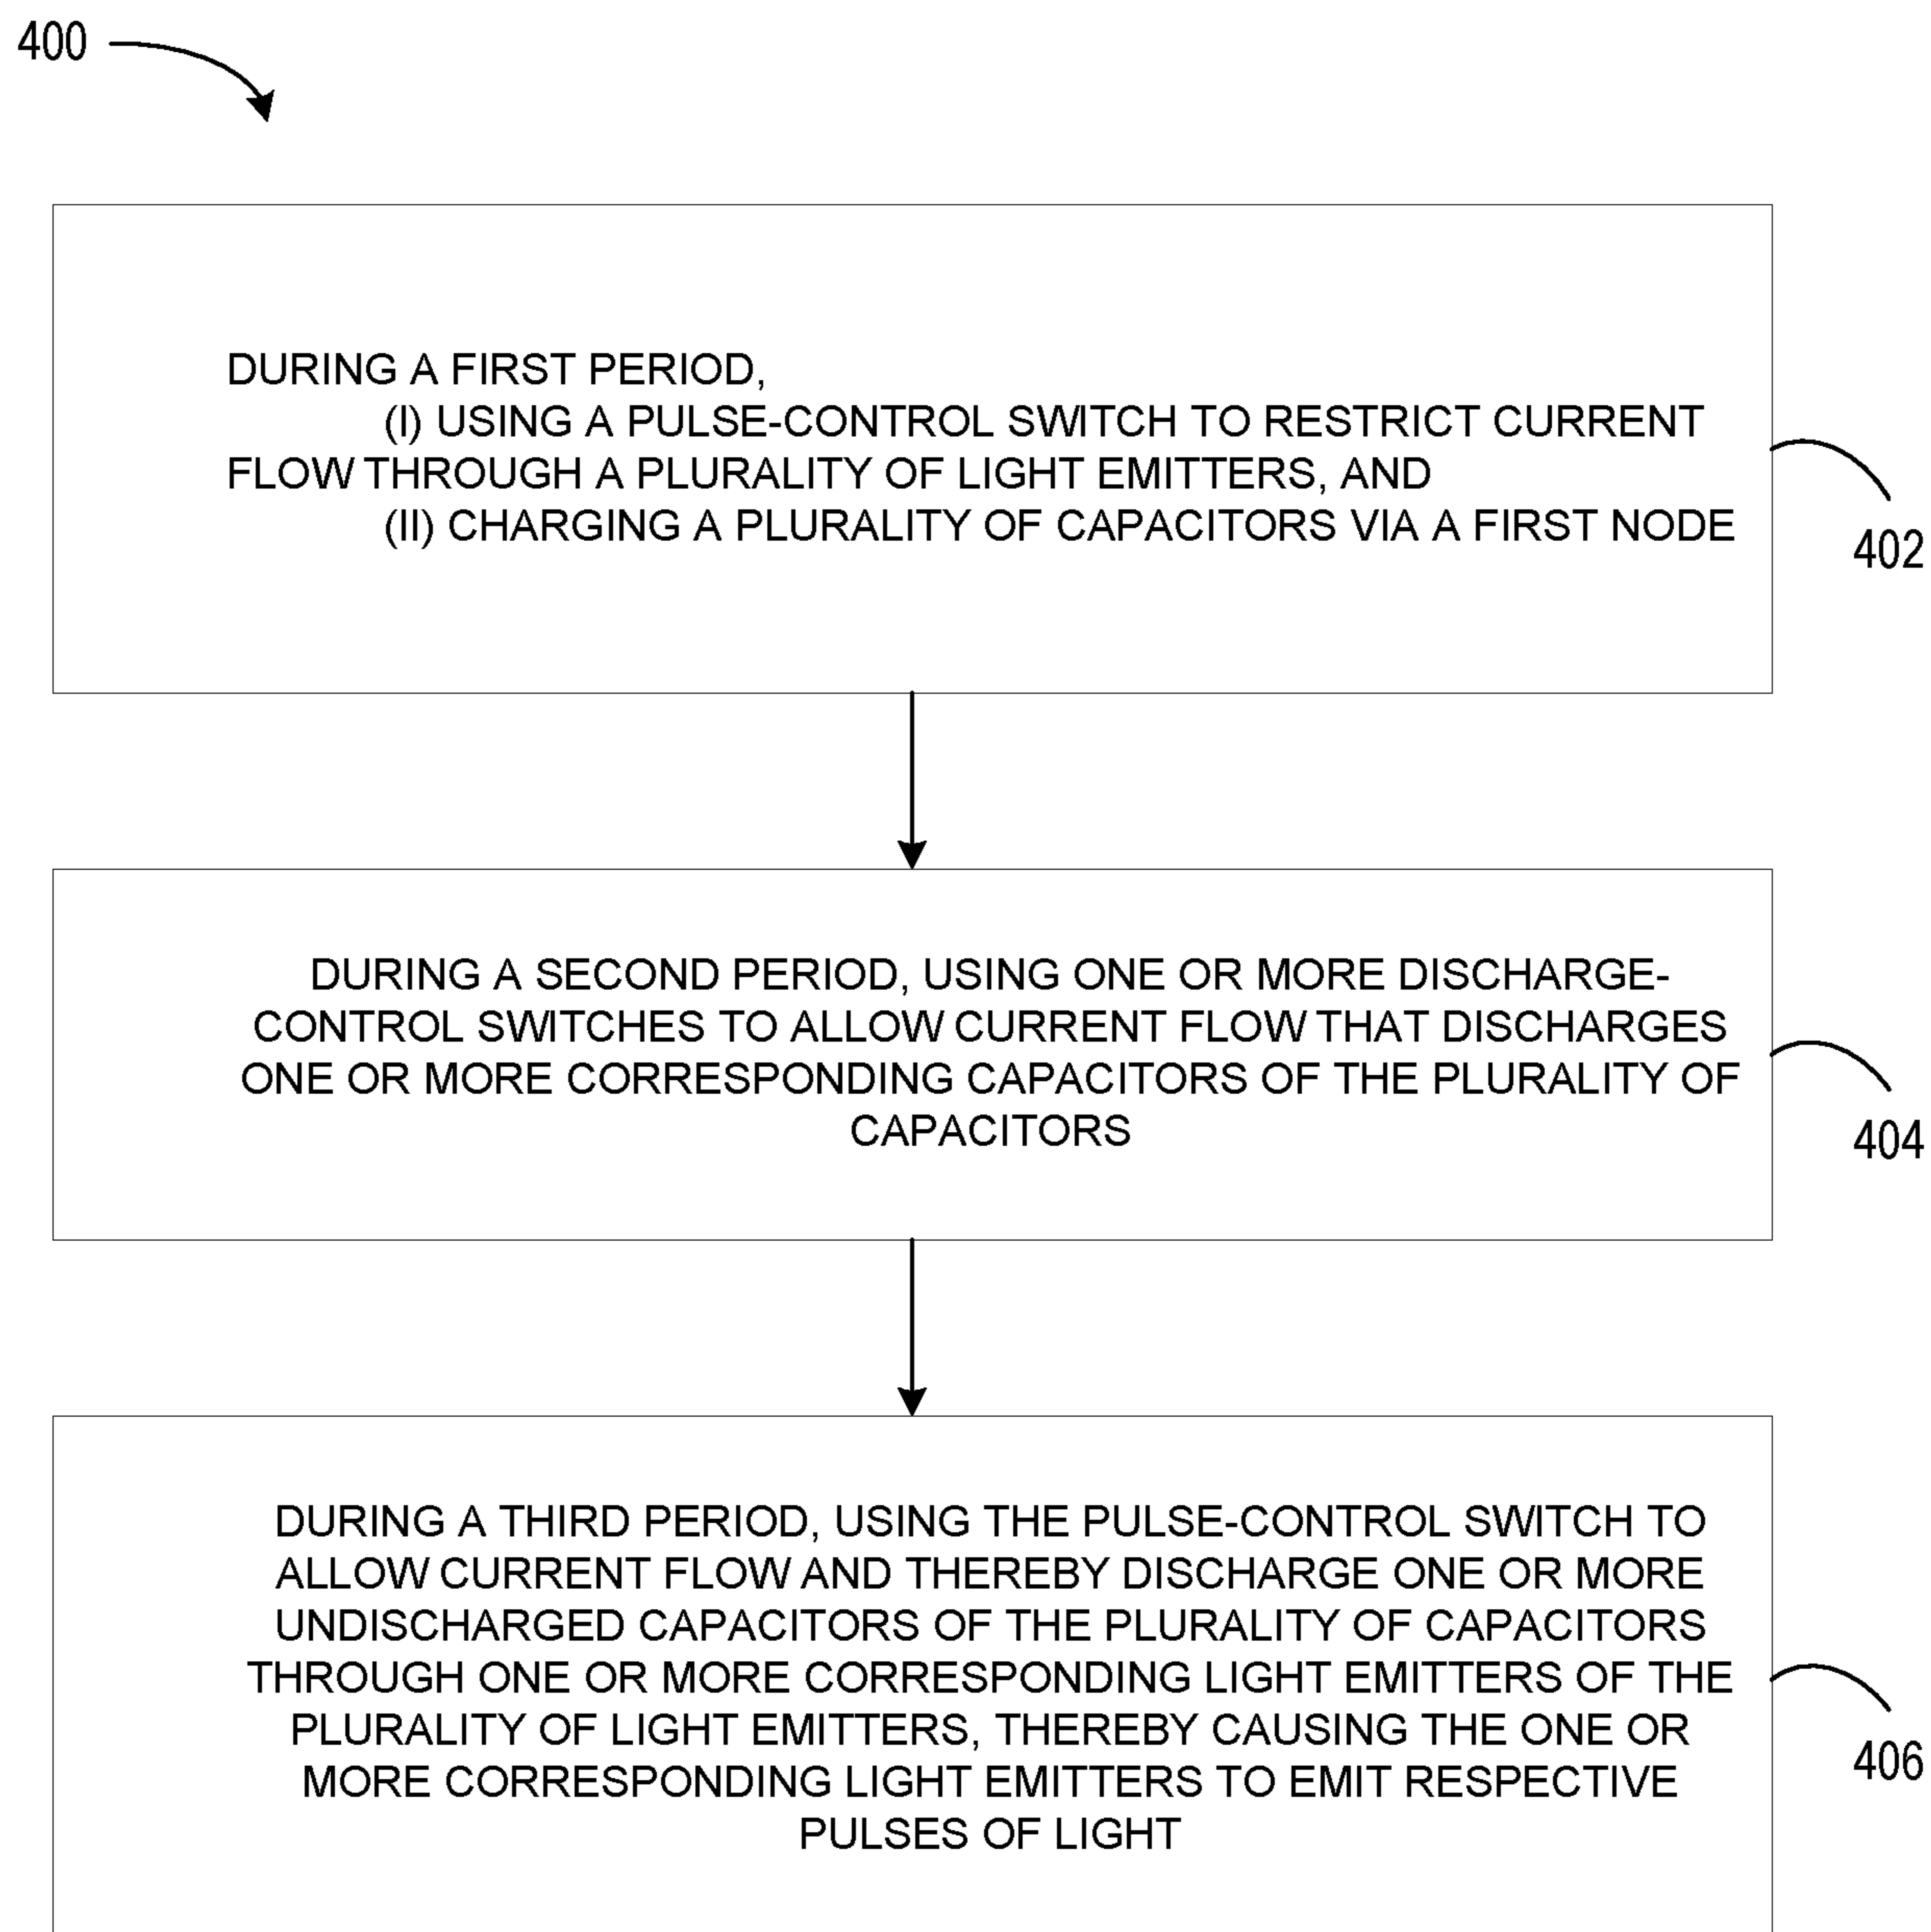 400
DURING A FIRST PERIOD,
(I) USING A PULSE-CONTROL SWITCH TO RESTRICT CURRENT
FLOW THROUGH A PLURALITY OF LIGHT EMITTERS, AND
(II) CHARGING A PLURALITY OF CAPACITORS VIA A FIRST NODE
402
DURING A SECOND PERIOD, USING ONE OR MORE DISCHARGE-
CONTROL SWITCHES TO ALLOW CURRENT FLOW THAT DISCHARGES
ONE OR MORE CORRESPONDING CAPACITORS OF THE PLURALITY OF
CAPACITORS
404
DURING A THIRD PERIOD, USING THE PULSE-CONTROL SWITCH TO
ALLOW CURRENT FLOW AND THEREBY DISCHARGE ONE OR MORE
UNDISCHARGED CAPACITORS OF THE PLURALITY OF CAPACITORS
THROUGH ONE OR MORE CORRESPONDING LIGHT EMITTERS OF THE
PLURALITY OF LIGHT EMITTERS, THEREBY CAUSING THE ONE OR
MORE CORRESPONDING LIGHT EMITTERS TO EMIT RESPECTIVE
PULSES OF LIGHT
406